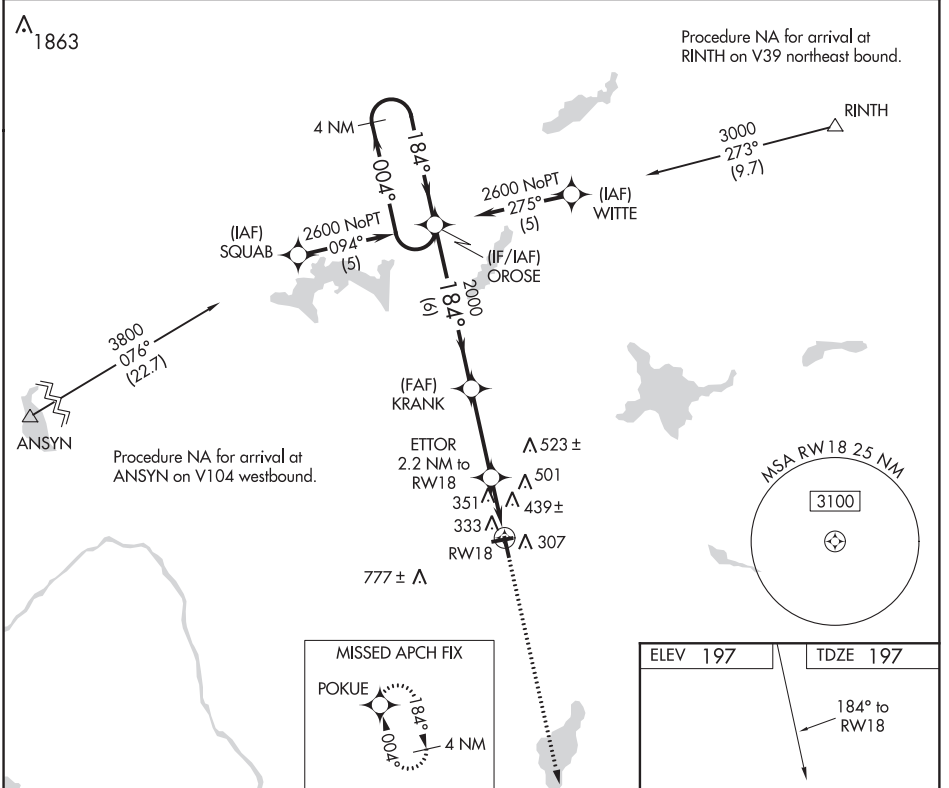 1863
Procedure NA for arrival at
RINTH on V39 northeast bound.
RINTH
3000
273°
(9.7)
4 NM
184°
004°
2600 NoPT
275°
(5)
(IAF)
WITTE
(IAF)
SQUAB
2600 NoPT
094°
(5)
(IF/IAF)
OROSE
2000
184°
(6)
3800
076°
(22.7)
ANSYN
Procedure NA for arrival at
ANSYN on V104 westbound.
(FAF)
KRANK
ETTOR
2.2 NM to
RW18
523 ±
501
351
439 ±
333
307
RW18
777 ±
MSA RW18 25 NM
3100
MISSED APCH FIX
POKUE
184°
004°
4 NM
ELEV 197
TDZE 197
184° to
RW18